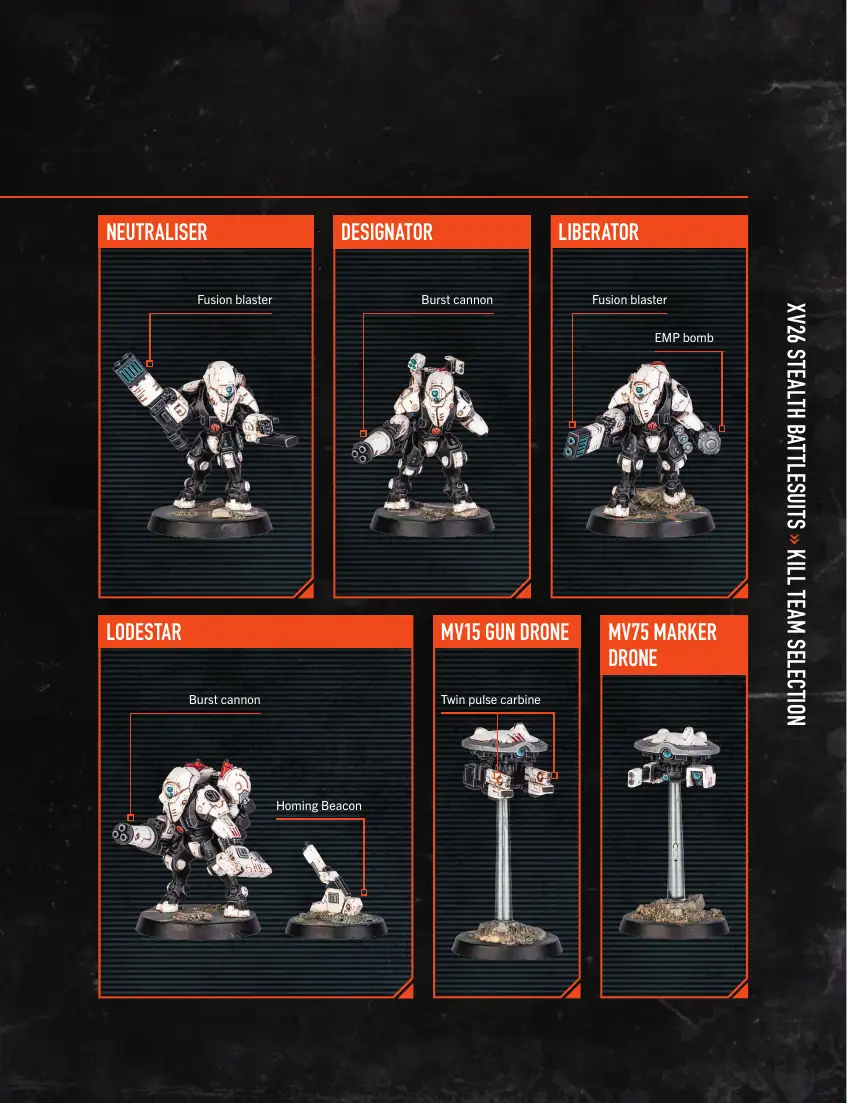 NEUTRALISER
Fusion blaster
DESIGNATOR
Burst cannon
LIBERATOR
Fusion blaster
EMP bomb
LODESTAR
Burst cannon
Homing Beacon
MV15 GUN DRONE
Twin pulse carbine
MV75 MARKER
DRONE
XV26 STEALTH BATTLESUITS » KILL TEAM SELECTION